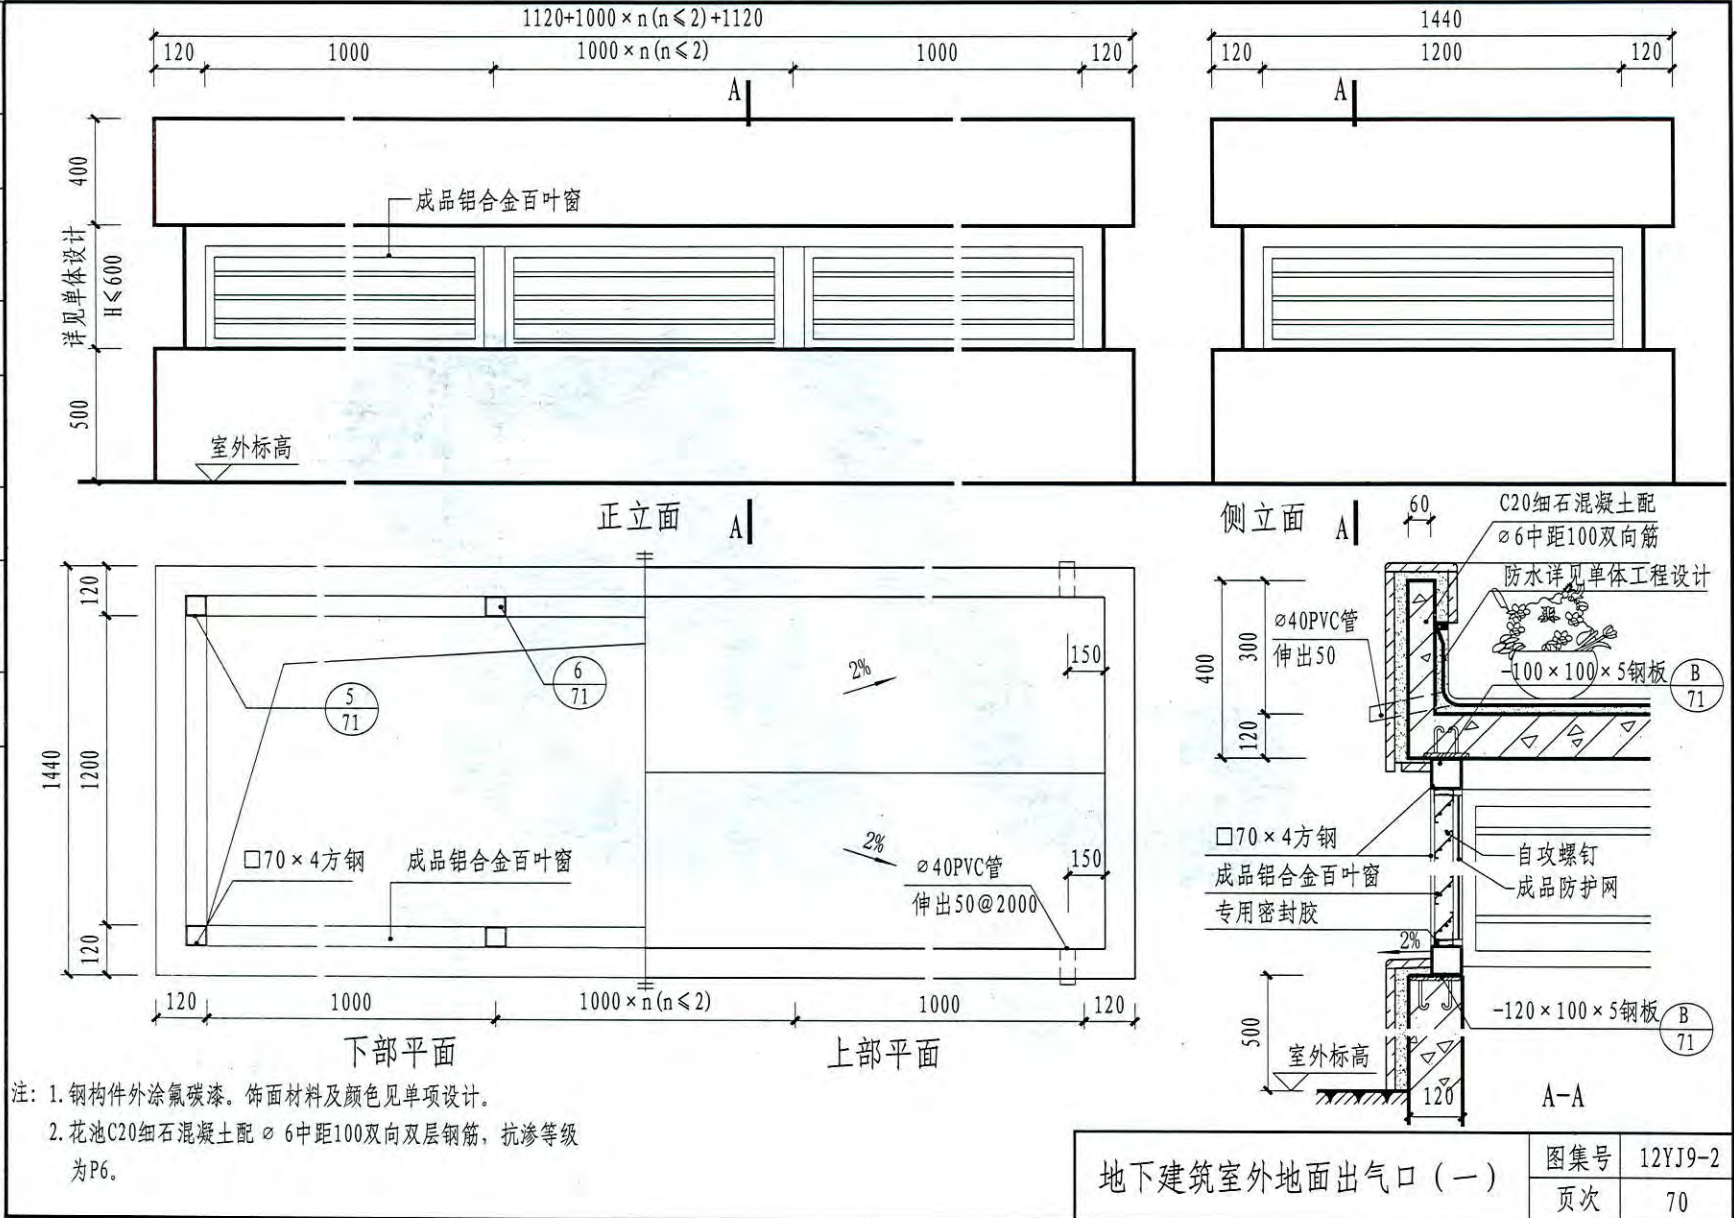 1120+1000×n(n≤2)+1120
120
1000
1000×n(n≤2)
1000
120
1440
120
1200
120
A
A
400
成品铝合金百叶窗
详见单体设计
H≤600
500
室外标高
正立面
A
侧立面
A
60
C20细石混凝土配
⌀6中距100双向筋
防水详见单体工程设计
⌀40PVC管
伸出50
400
300
120
-100×100×5钢板
B
71
120
1440
1200
120
5
71
6
71
2%
150
2%
150
□70×4方钢
成品铝合金百叶窗
⌀40PVC管
伸出50@2000
□70×4方钢
成品铝合金百叶窗
专用密封胶
自攻螺钉
成品防护网
2%
-120×100×5钢板
B
71
500
室外标高
120
A-A
120
1000
1000×n(n≤2)
1000
120
下部平面
上部平面
注: 1.钢构件外涂氟碳漆。饰面材料及颜色见单项设计。
2.花池C20细石混凝土配⌀6中距100双向双层钢筋，抗渗等级
为P6。
地下建筑室外地面出气口（一）
图集号
12YJ9-2
页次
70